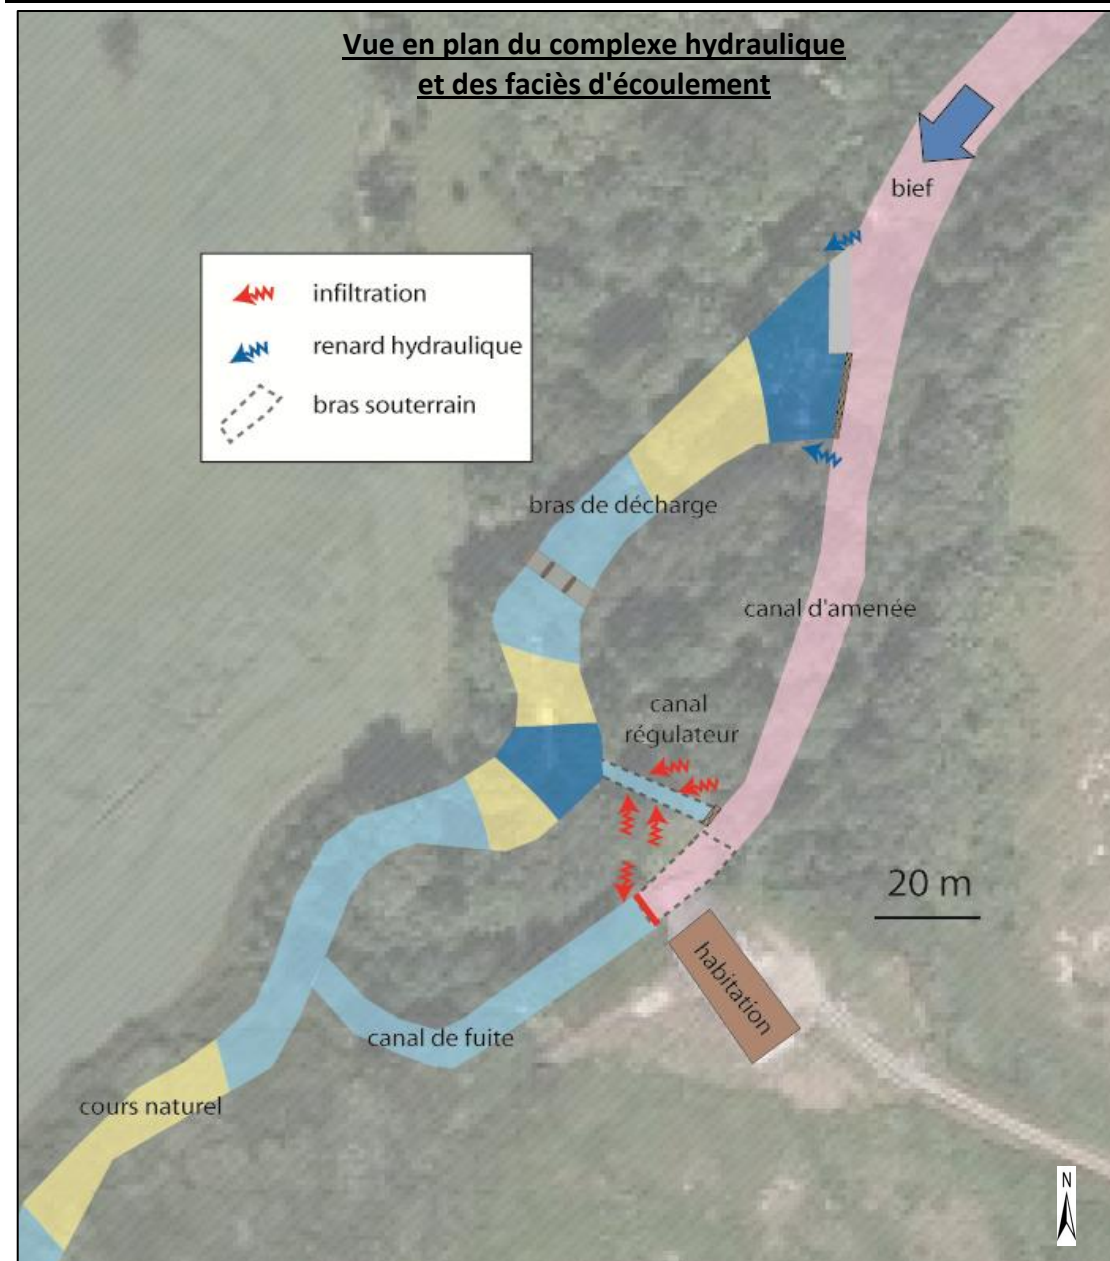 Vue en plan du complexe hydraulique
et des faciès d'écoulement
bief
infiltration
renard hydraulique
bras souterrain
bras de décharge
canal d'amenée
canal
régulateur
20 m
habitation
canal de fuite
cours naturel
N